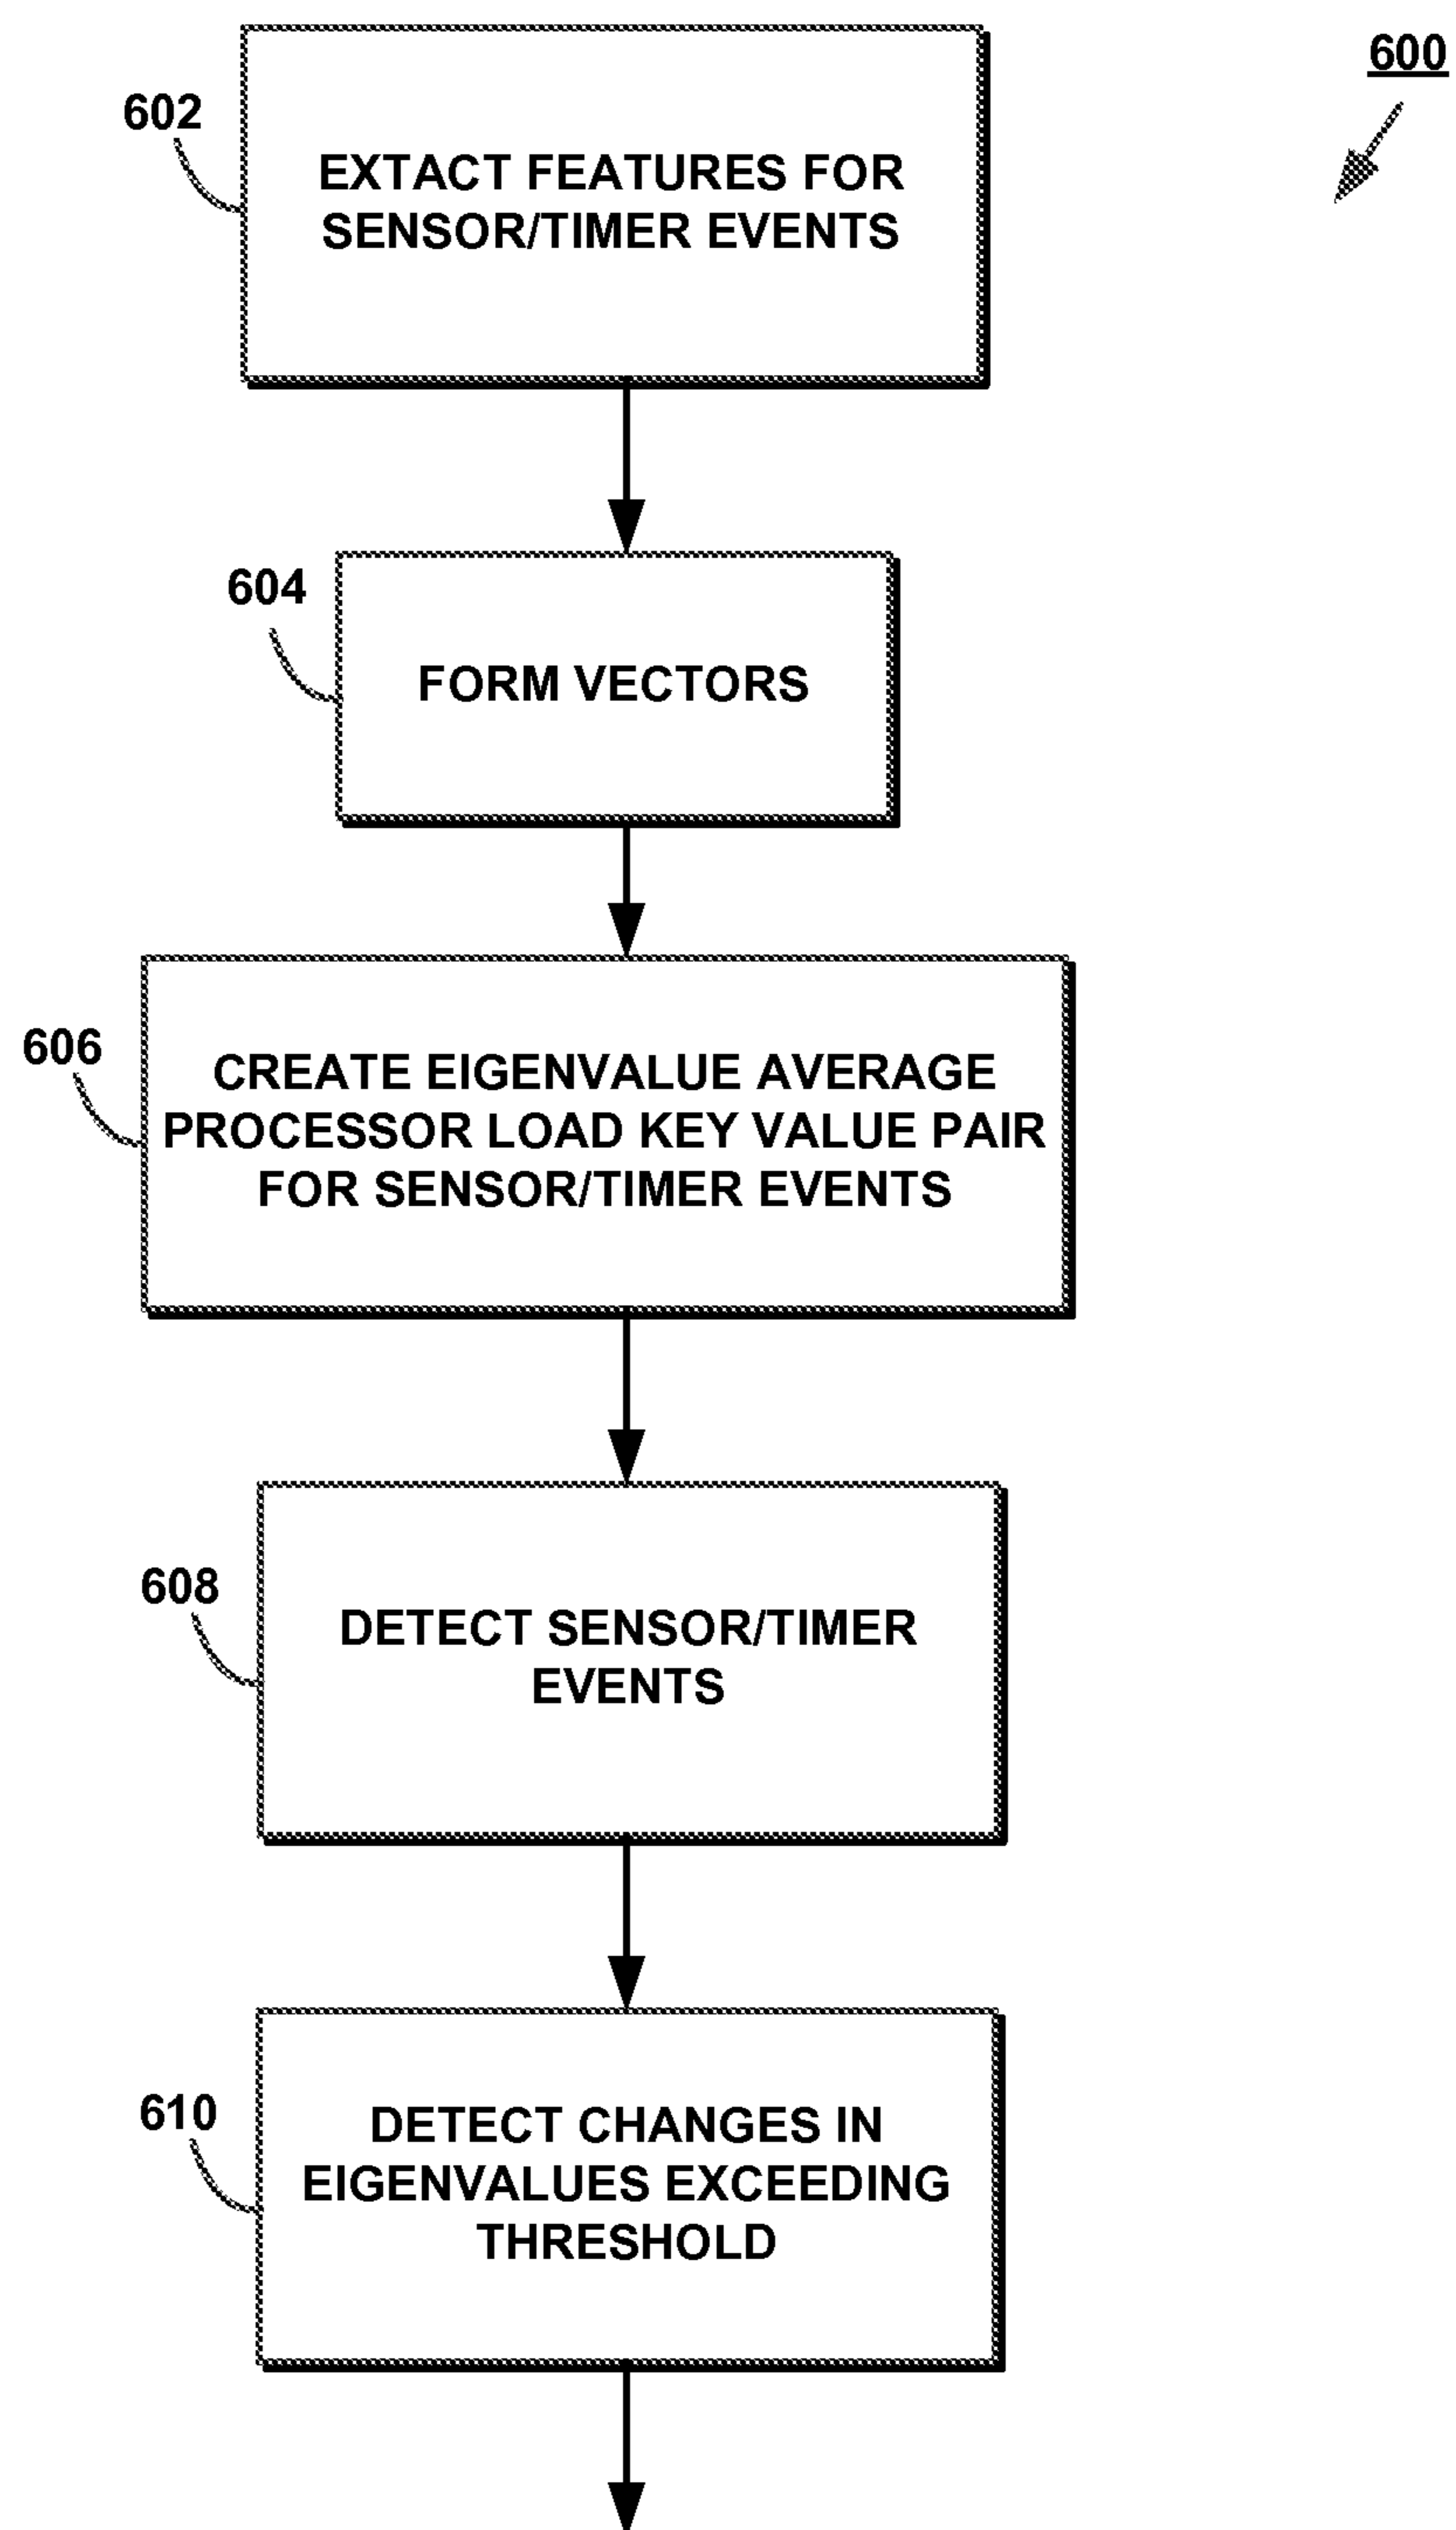 600
602
EXTACT FEATURES FOR
SENSOR/TIMER EVENTS
604
FORM VECTORS
606
CREATE EIGENVALUE AVERAGE
PROCESSOR LOAD KEY VALUE PAIR
FOR SENSOR/TIMER EVENTS
608
DETECT SENSOR/TIMER
EVENTS
610
DETECT CHANGES IN
EIGENVALUES EXCEEDING
THRESHOLD